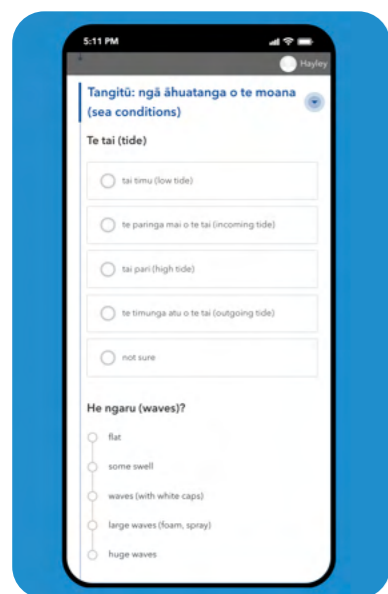 5:11 PM
Hayley
Tangitū: ngā āhuatanga o te moana
(sea conditions)
Te tai (tide)
tai timu (low tide)
te paringa mai o te tai (incoming tide)
tai pari (high tide)
te timunga atu o te tai (outgoing tide)
not sure
He ngaru (waves)?
flat
some swell
waves (with white caps)
large waves (foam, spray)
huge waves